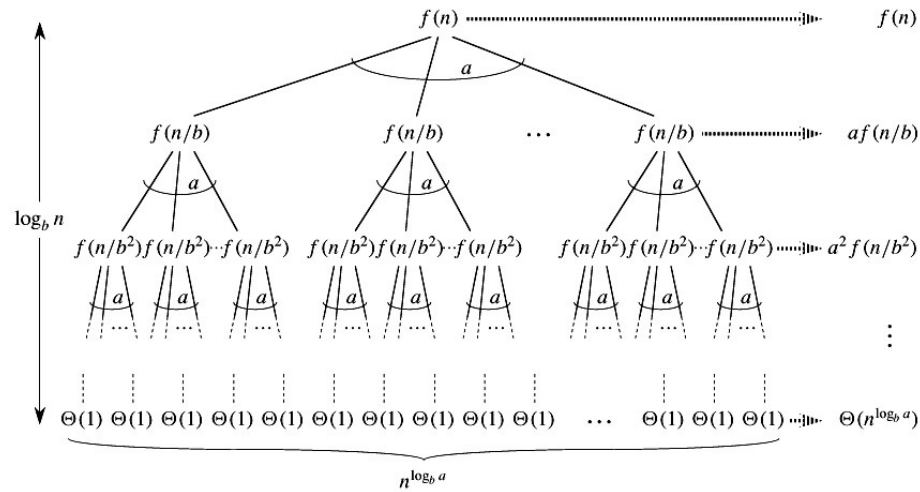 f(n) f(n)
a
f(n/b) f(n/b) ... f(n/b) af(n/b)
a a a
log_b n
f(n/b²) f(n/b²) ... f(n/b²) f(n/b²) f(n/b²) ... f(n/b²) f(n/b²) f(n/b²) ... f(n/b²) a²f(n/b²)
a a a a a a a a a
... ... ... ... ... ... ... ... ... ⋮
Θ(1) Θ(1) Θ(1) Θ(1) Θ(1) Θ(1) Θ(1) Θ(1) Θ(1) Θ(1) ... Θ(1) Θ(1) Θ(1) Θ(n^{log_b a})
n^{log_b a}